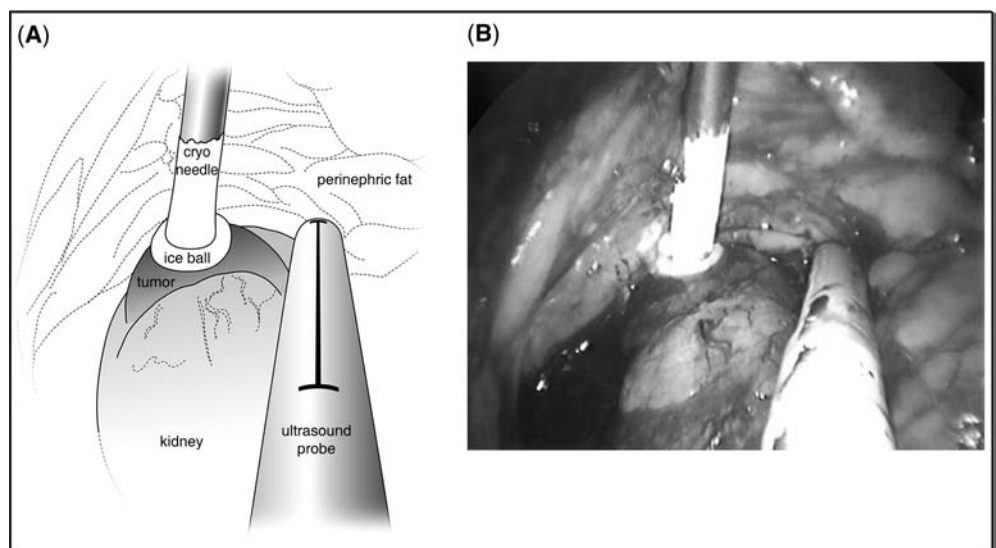 (A)
(B)
cryo
needle
perinephric fat
ice ball
tumor
kidney
ultrasound
probe